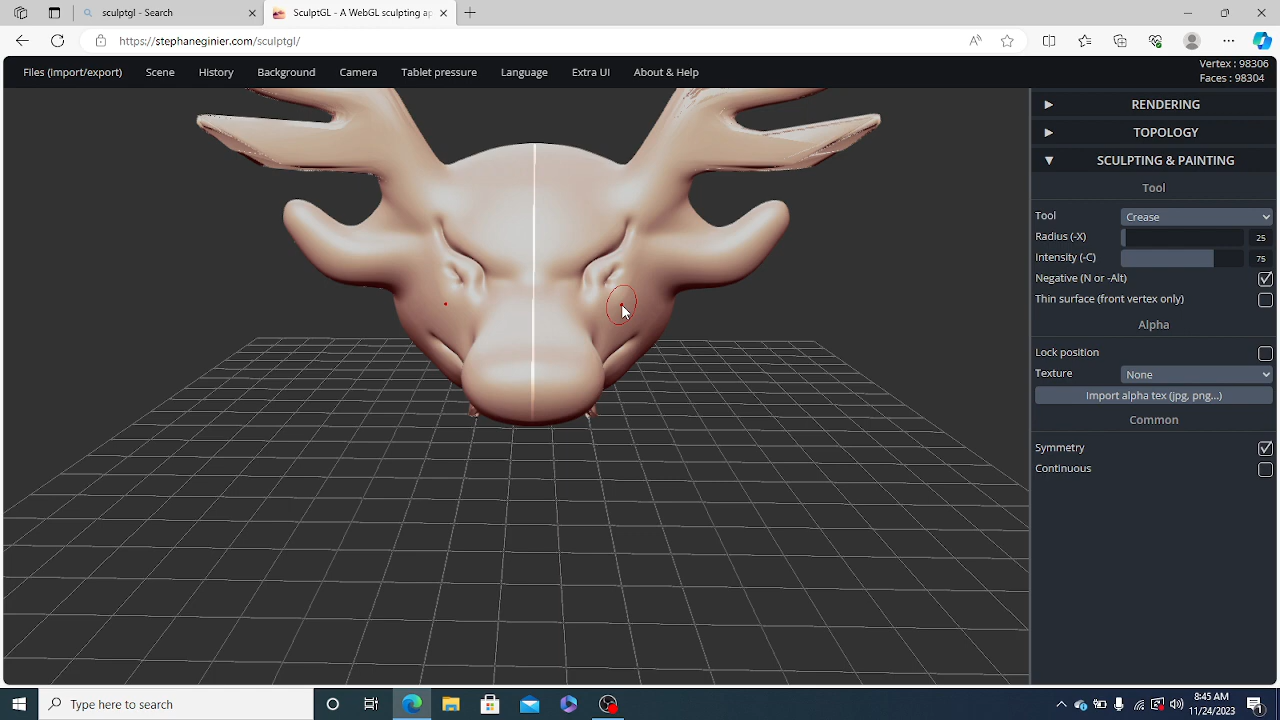 sculptgl - Search
SculptGL - A WebGL sculpting ap
https://stephaneginier.com/sculptgl/
Files (import/export) Scene History Background Camera Tablet pressure Language Extra UI About & Help
Vertex : 98306
Faces : 98304
RENDERING
TOPOLOGY
SCULPTING & PAINTING
Tool
Tool Crease
Radius (-X) 25
Intensity (-C) 75
Negative (N or -Alt)
Thin surface (front vertex only)
Alpha
Lock position
Texture None
Import alpha tex (jpg, png...)
Common
Symmetry
Continuous
Type here to search
8:45 AM
11/24/2023